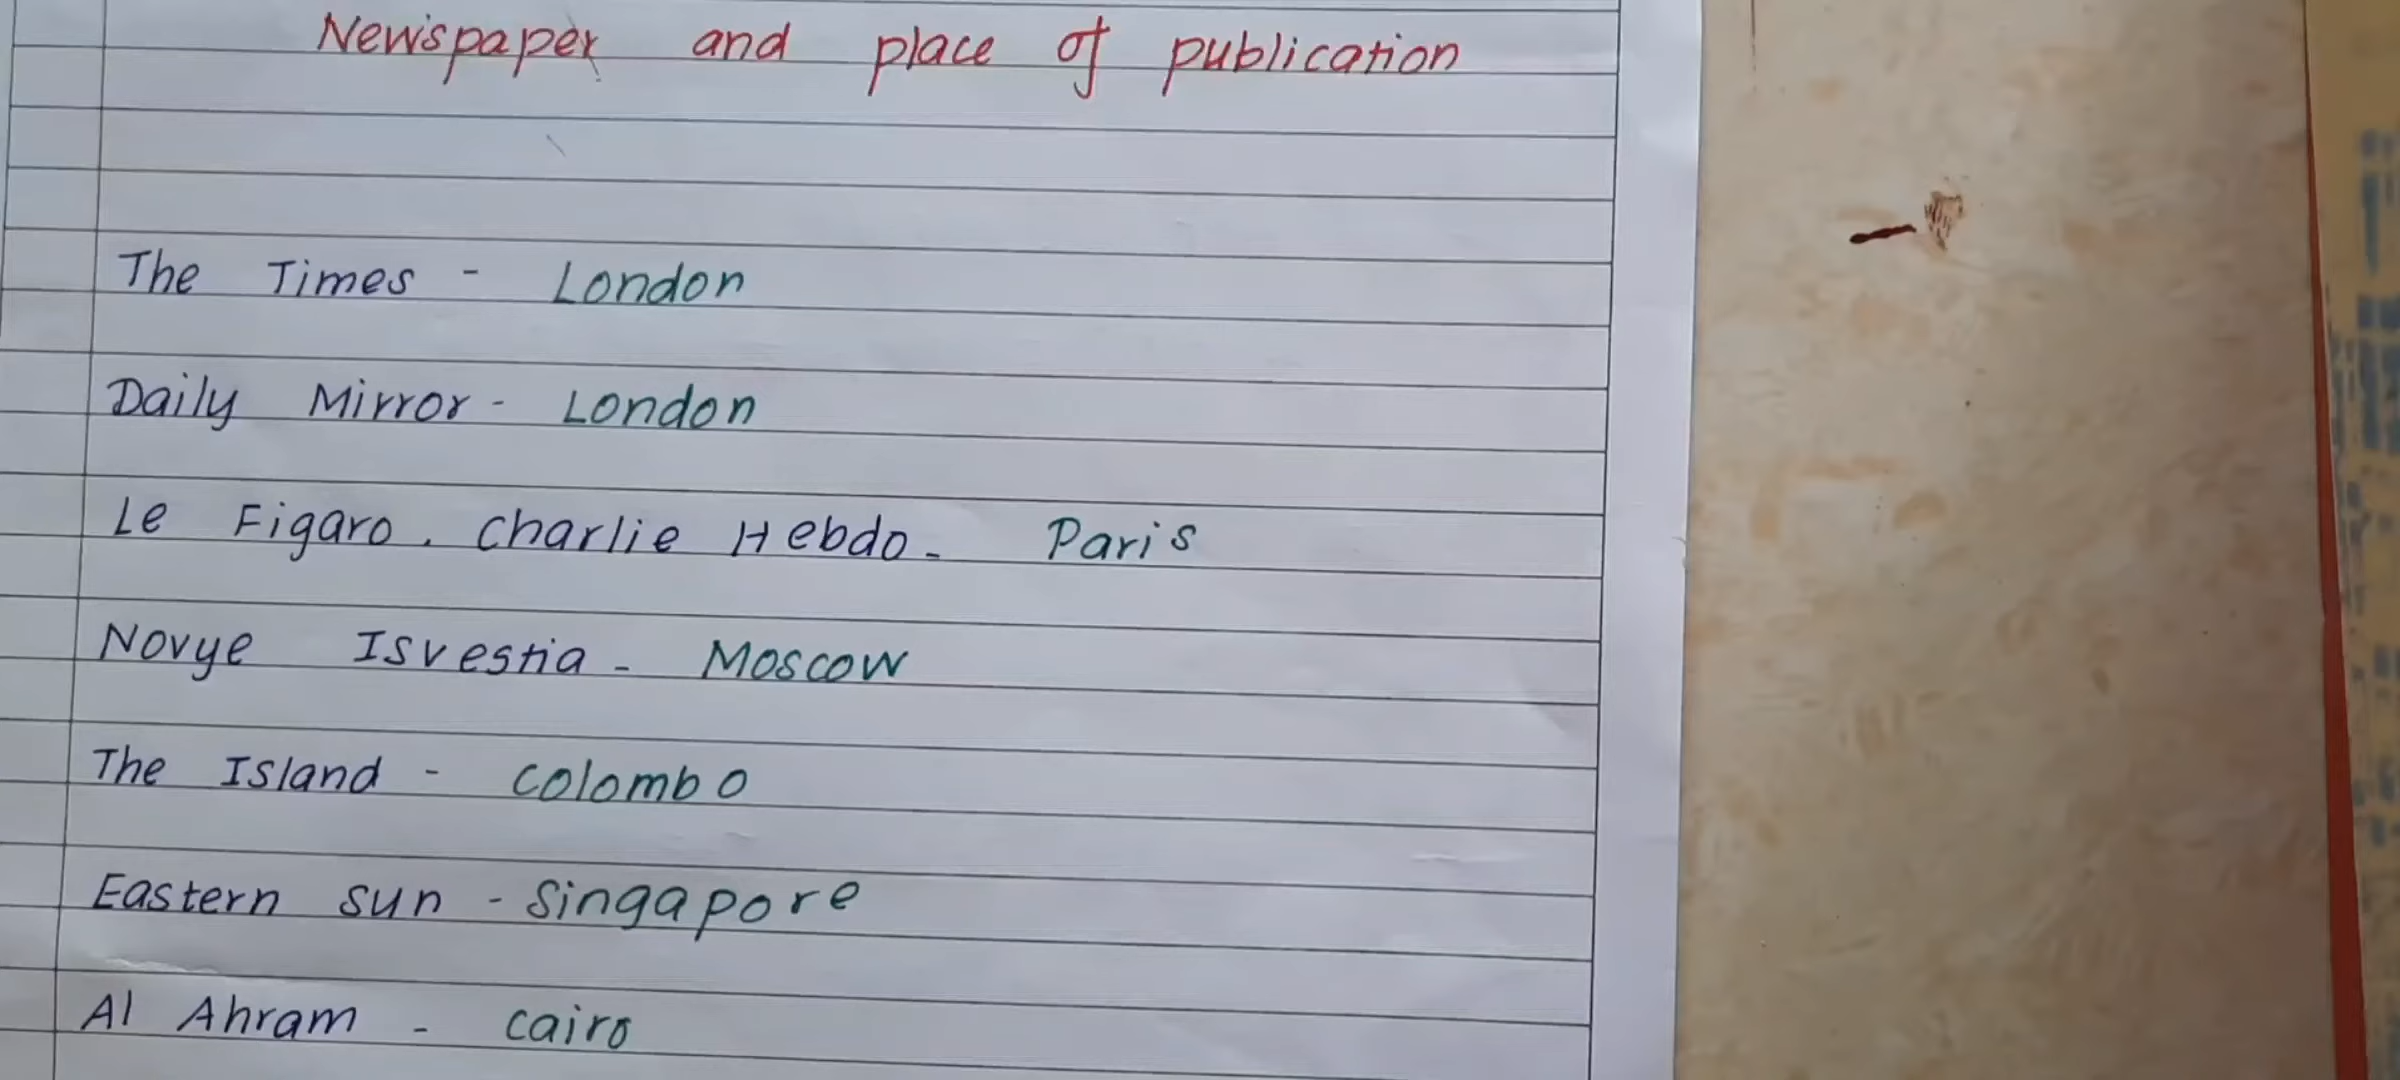 Newspaper and place of publication
The Times - London
Daily Mirror - London
Le Figaro. Charlie Hebdo - Paris
Novye Isvestia - Moscow
The Island - Colombo
Eastern sun - Singapore
Al Ahram - cairo